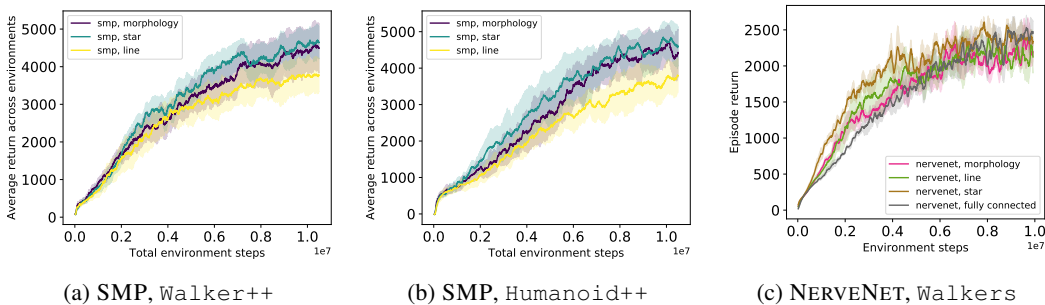 smp, morphology
smp, star
smp, line
Average return across environments
5000
4000
3000
2000
1000
0
0.0 0.2 0.4 0.6 0.8 1.0
1e7
Total environment steps
(a) SMP, Walker++
smp, morphology
smp, star
smp, line
Average return across environments
5000
4000
3000
2000
1000
0
0.0 0.2 0.4 0.6 0.8 1.0
1e7
Total environment steps
(b) SMP, Humanoid++
Episode return
2500
2000
1500
1000
500
0
nervenet, morphology
nervenet, line
nervenet, star
nervenet, fully connected
0.0 0.2 0.4 0.6 0.8 1.0
1e7
Environment steps
(c) NERVENET, Walkers